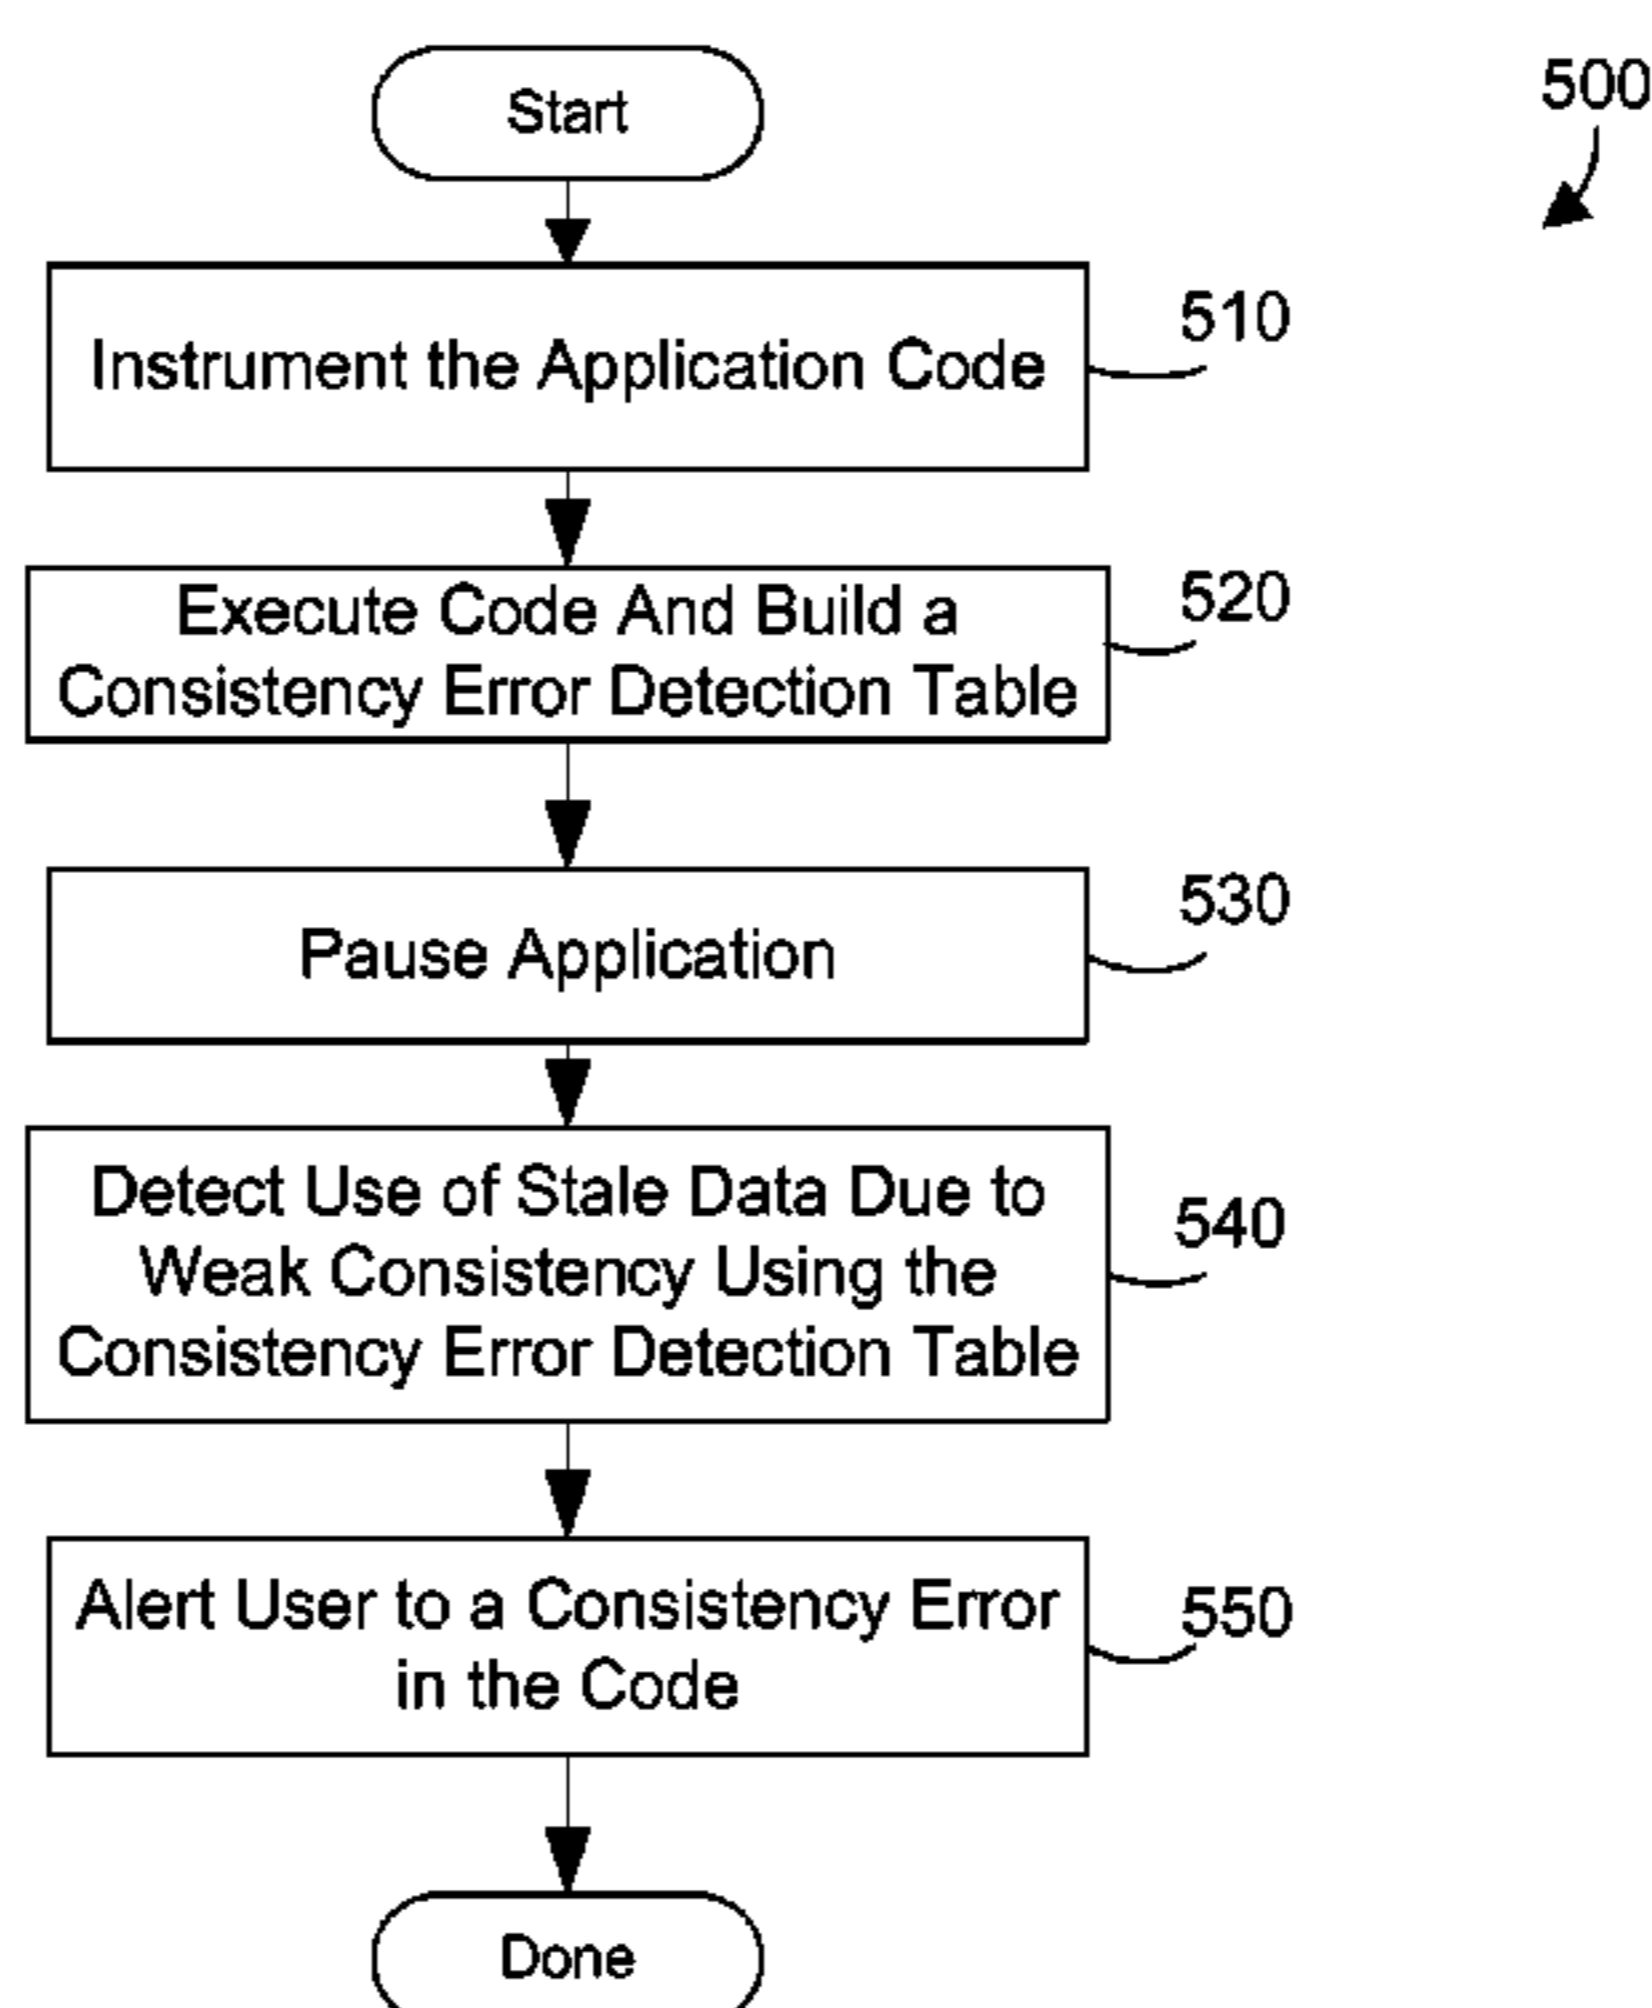 Start
500
Instrument the Application Code
510
Execute Code And Build a
Consistency Error Detection Table
520
Pause Application
530
Detect Use of Stale Data Due to
Weak Consistency Using the
Consistency Error Detection Table
540
Alert User to a Consistency Error
in the Code
550
Done